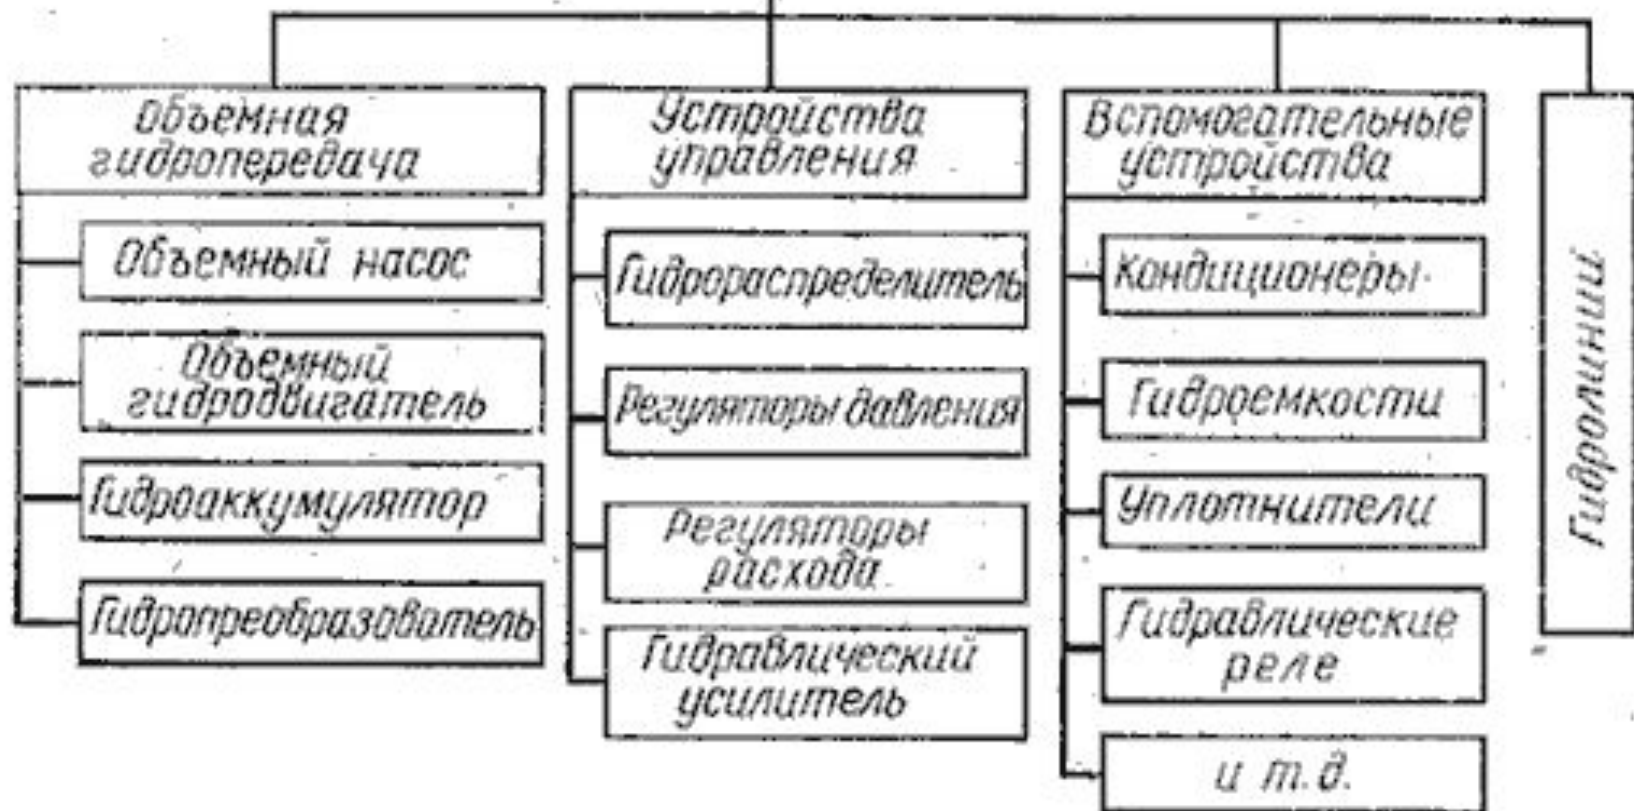 Объемная
гидропередача
Объемный насос
Объемный
гидродвигатель
Гидроаккумулятор
Гидропреобразователь
Устройства
управления
Гидрораспределитель
Регуляторы давления
Регуляторы
расхода
Гидравлический
усилитель
Вспомогательные
устройства
Кондиционеры
Гидроемкости
Уплотнители
Гидравлические
реле
и т.д.
Гидролинии